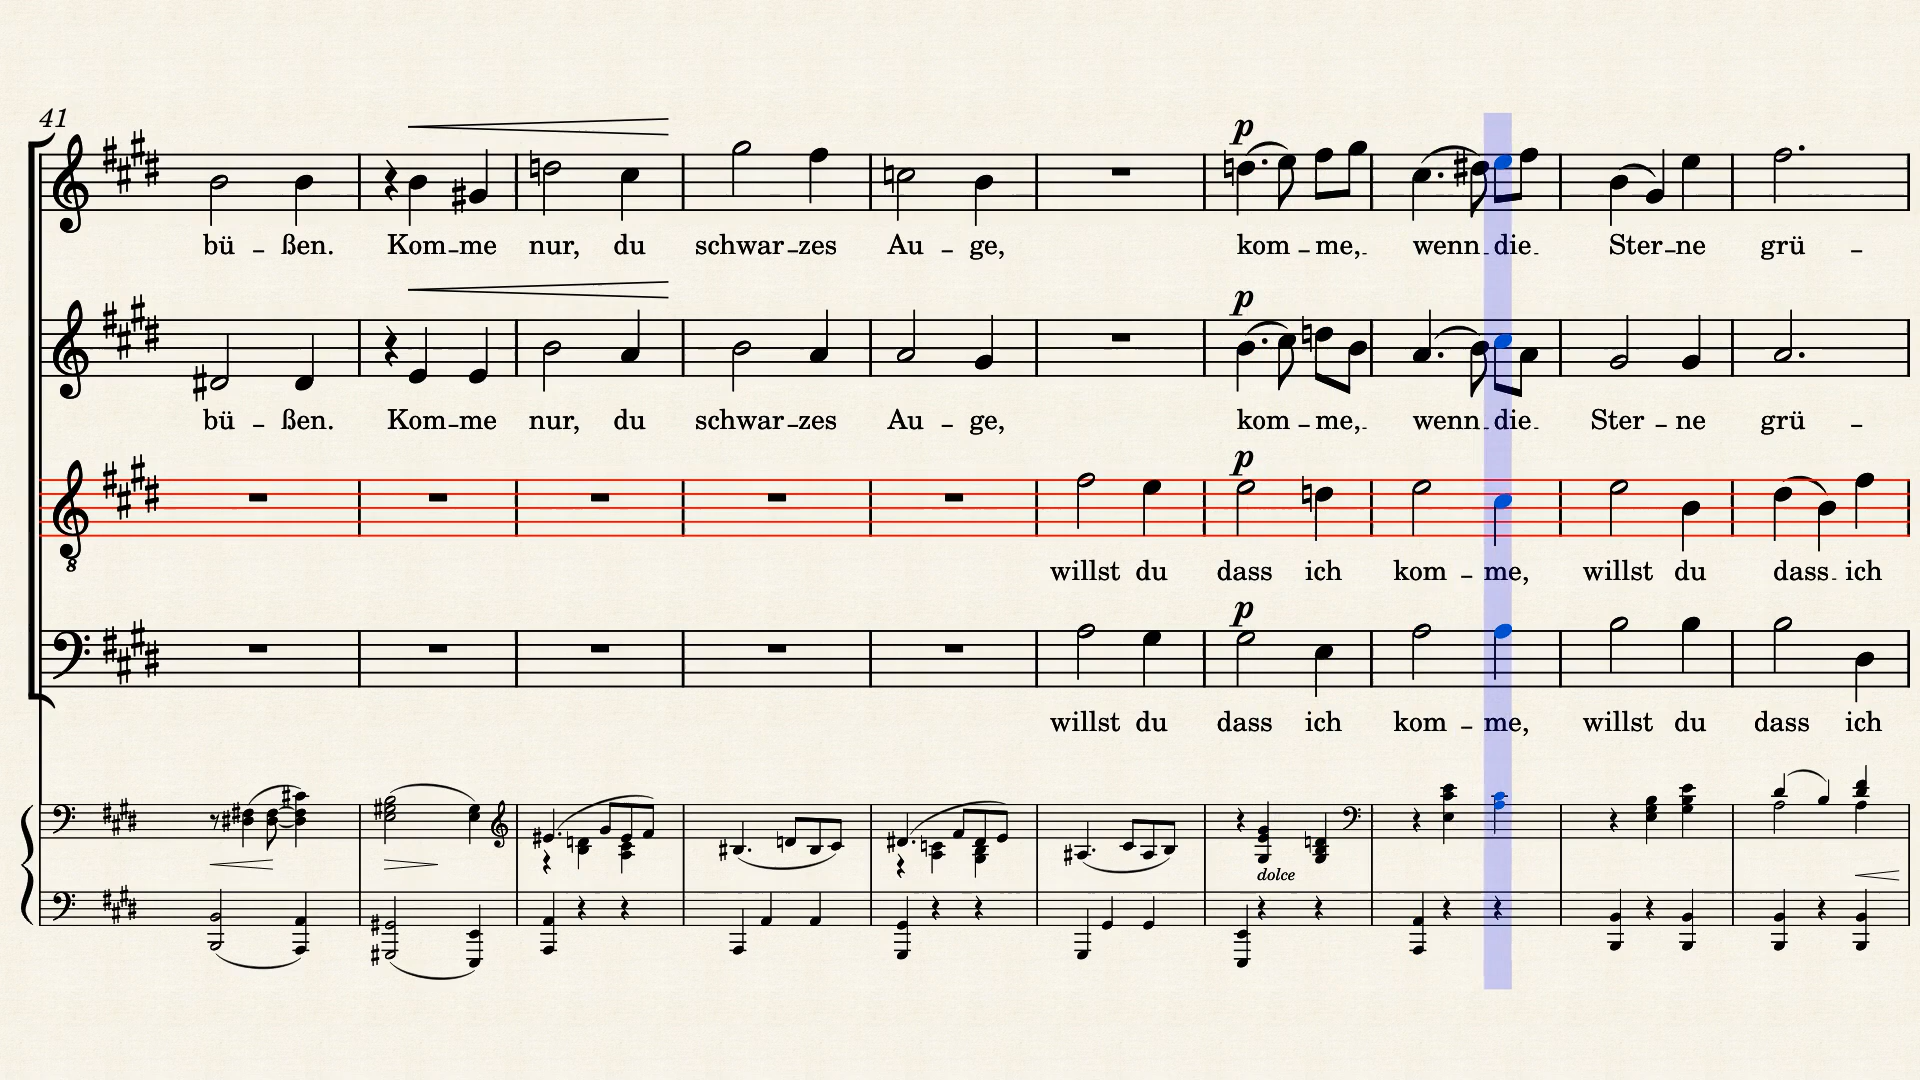 41
bü – ßen. Kom–me nur, du schwar–zes Au – ge, kom – me, wenn die Ster–ne grü –
p
bü – ßen. Kom–me nur, du schwar–zes Au – ge, kom – me, wenn die Ster – ne grü –
p
8
willst du dass ich kom – me, willst du dass ich
p
willst du dass ich kom – me, willst du dass ich
dolce